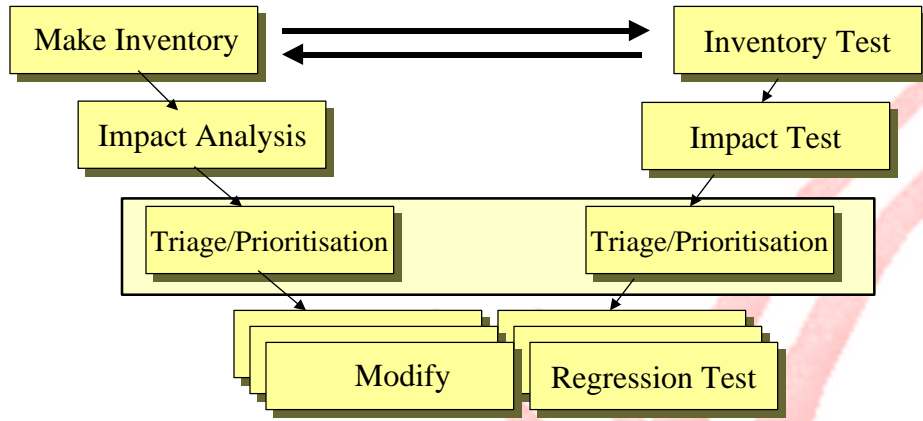 Make Inventory
Inventory Test
Impact Analysis
Impact Test
Triage/Prioritisation
Triage/Prioritisation
Modify
Regression Test